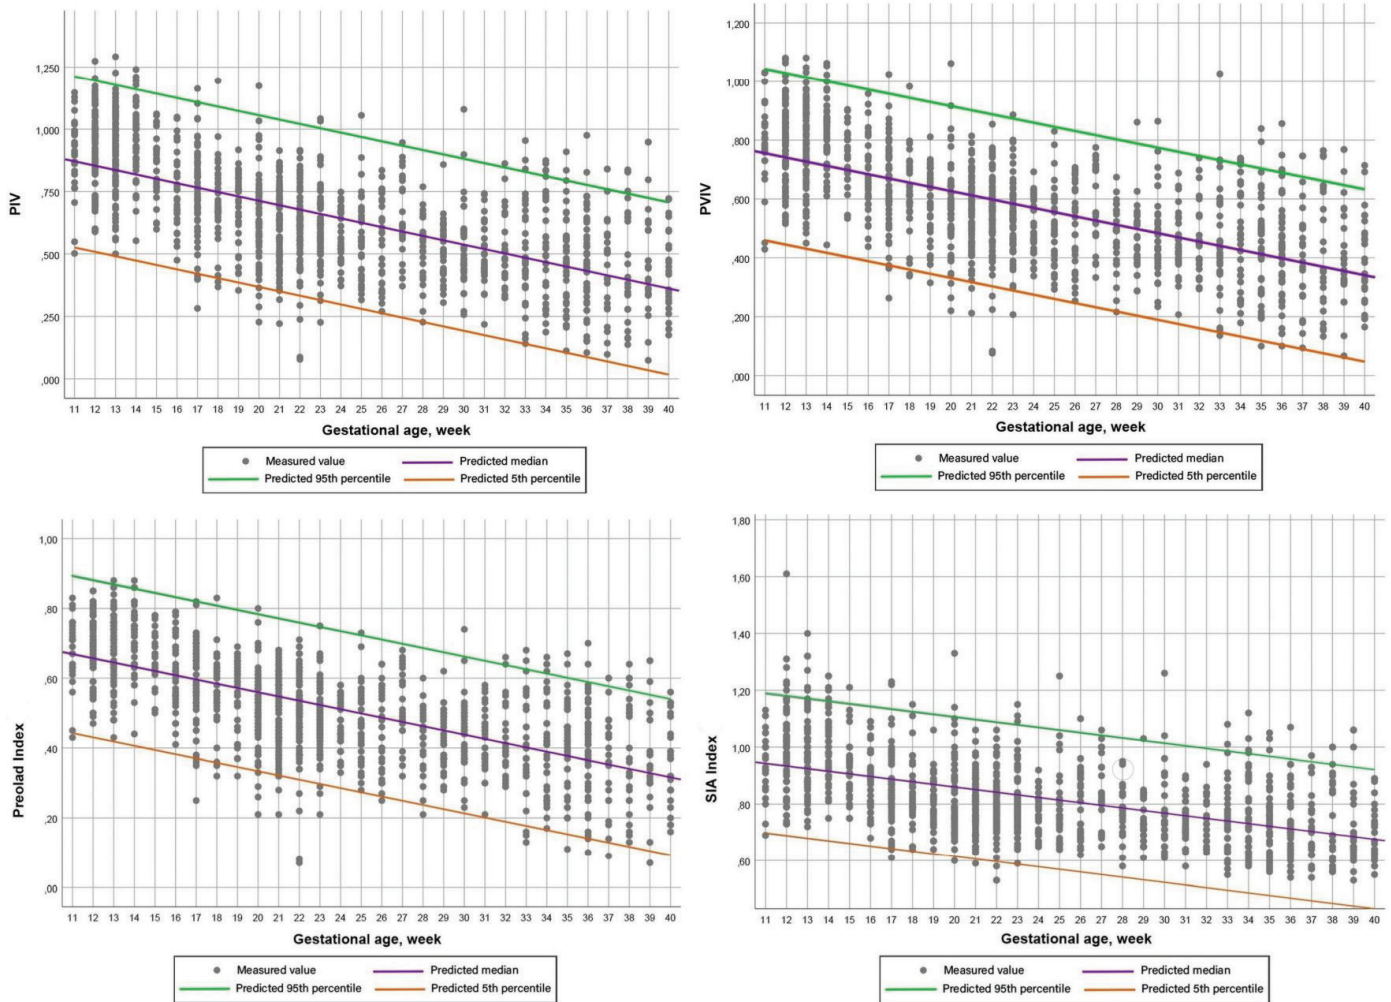 PIV
1,250
1,000
,750
,500
,250
,000
11 12 13 14 15 16 17 18 19 20 21 22 23 24 25 26 27 28 29 30 31 32 33 34 35 36 37 38 39 40
Gestational age, week
Measured value Predicted median
Predicted 95th percentile Predicted 5th percentile
PVIV
1,200
1,000
,800
,600
,400
,200
,000
11 12 13 14 15 16 17 18 19 20 21 22 23 24 25 26 27 28 29 30 31 32 33 34 35 36 37 38 39 40
Gestational age, week
Measured value Predicted median
Predicted 95th percentile Predicted 5th percentile
Preolad Index
1,00
,80
,60
,40
,20
,00
11 12 13 14 15 16 17 18 19 20 21 22 23 24 25 26 27 28 29 30 31 32 33 34 35 36 37 38 39 40
Gestational age, week
Measured value Predicted median
Predicted 95th percentile Predicted 5th percentile
SIA Index
1,80
1,60
1,40
1,20
1,00
,80
,60
11 12 13 14 15 16 17 18 19 20 21 22 23 24 25 26 27 28 29 30 31 32 33 34 35 36 37 38 39 40
Gestational age, week
Measured value Predicted median
Predicted 95th percentile Predicted 5th percentile